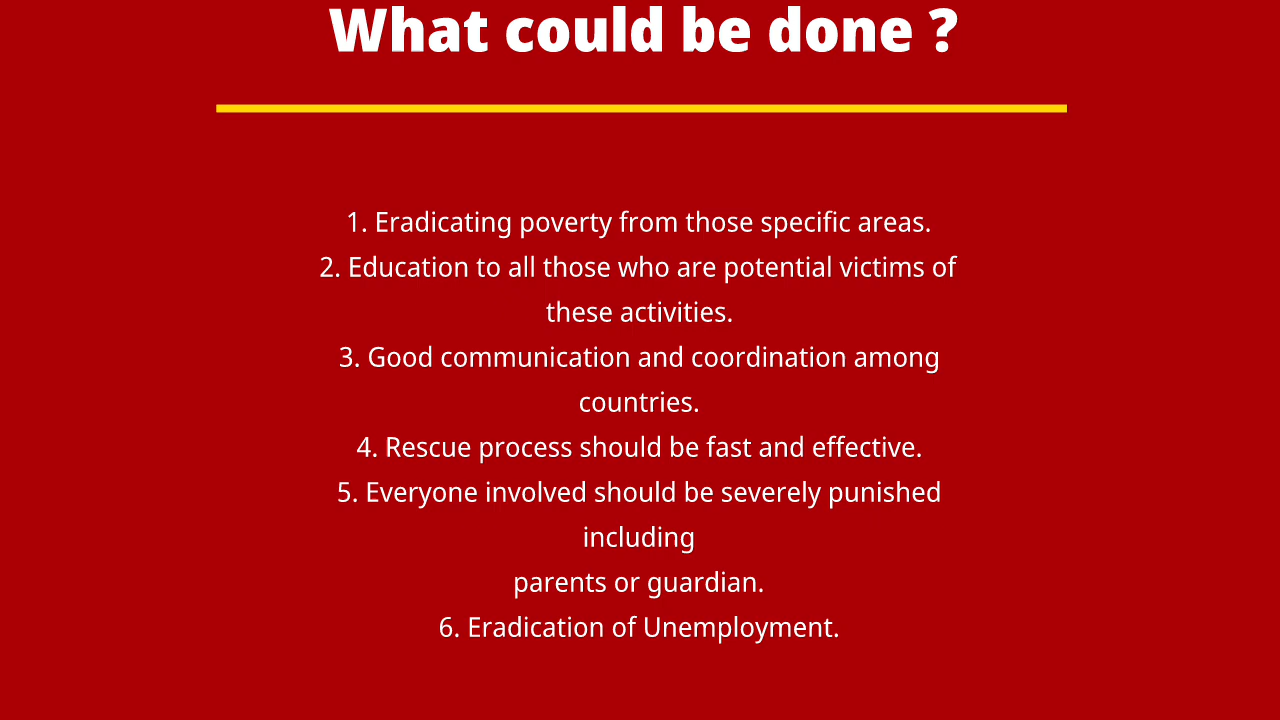 What could be done ?
1. Eradicating poverty from those specific areas.
2. Education to all those who are potential victims of
these activities.
3. Good communication and coordination among
countries.
4. Rescue process should be fast and effective.
5. Everyone involved should be severely punished
including
parents or guardian.
6. Eradication of Unemployment.